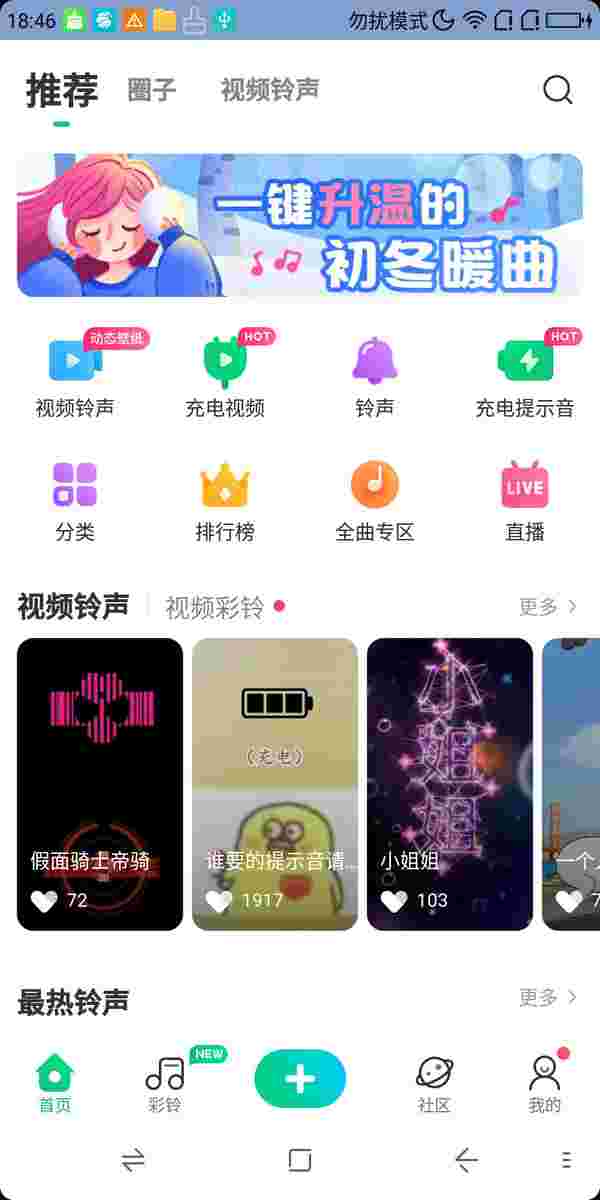 18:46 勿扰模式
推荐 圈子 视频铃声
一键升温的
初冬暖曲
动态壁纸 HOT HOT
视频铃声 充电视频 铃声 充电提示音
LIVE
分类 排行榜 全曲专区 直播
视频铃声 视频彩铃 更多
小姐姐
(充电)
假面骑士帝骑 谁要的提示音请... 小姐姐 一个人
72 1917 103 7
最热铃声 更多
NEW
首页 彩铃 社区 我的